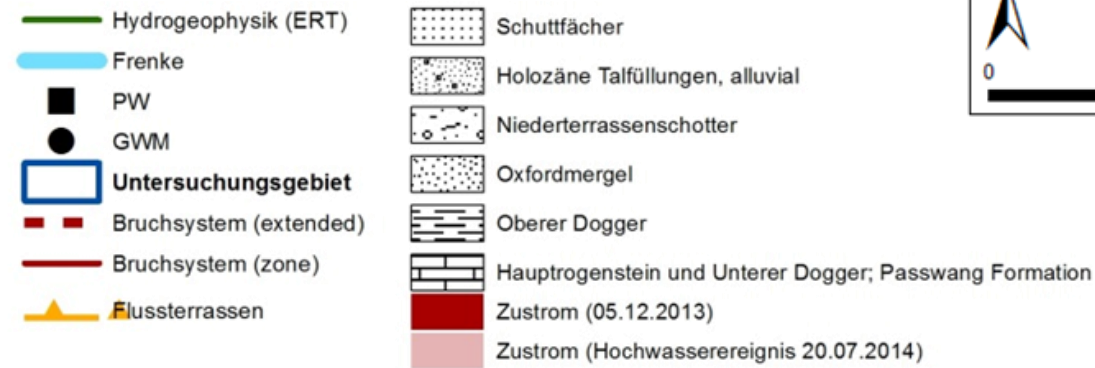 Hydrogeophysik (ERT)
Frenke
PW
GWM
Untersuchungsgebiet
Bruchsystem (extended)
Bruchsystem (zone)
Flussterrassen
Schuttfächer
Holozäne Talfüllungen, alluvial
Niederterrassenschotter
Oxfordmergel
Oberer Dogger
Hauptrogenstein und Unterer Dogger; Passwang Formation
Zustrom (05.12.2013)
Zustrom (Hochwasserereignis 20.07.2014)
0